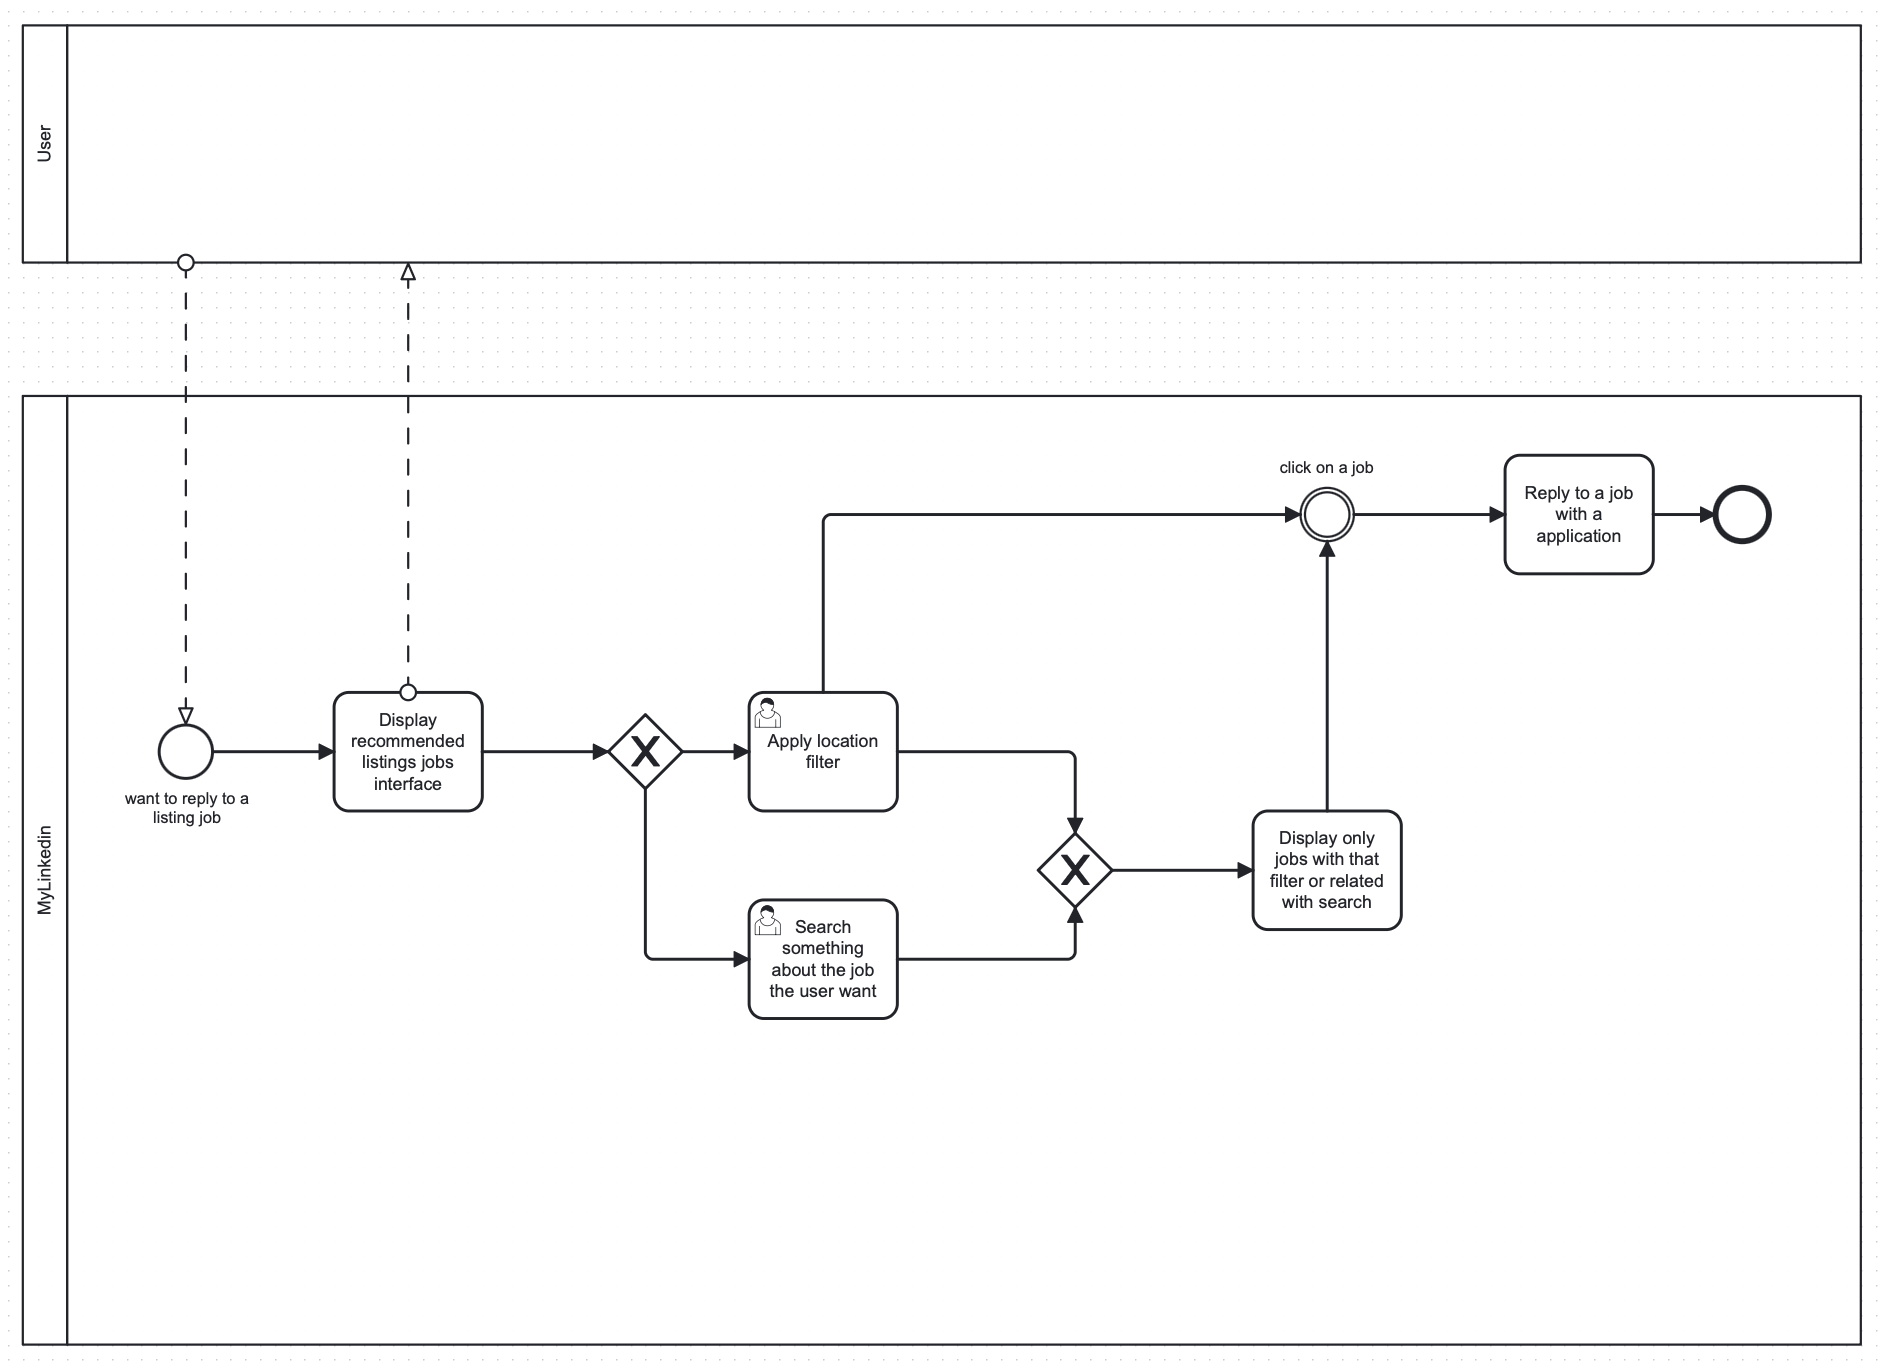 User
MyLinkedin
want to reply to a
listing job
Display
recommended
listings jobs
interface
X
Apply location
filter
Search
something
about the job
the user want
X
Display only
jobs with that
filter or related
with search
click on a job
Reply to a job
with a
application